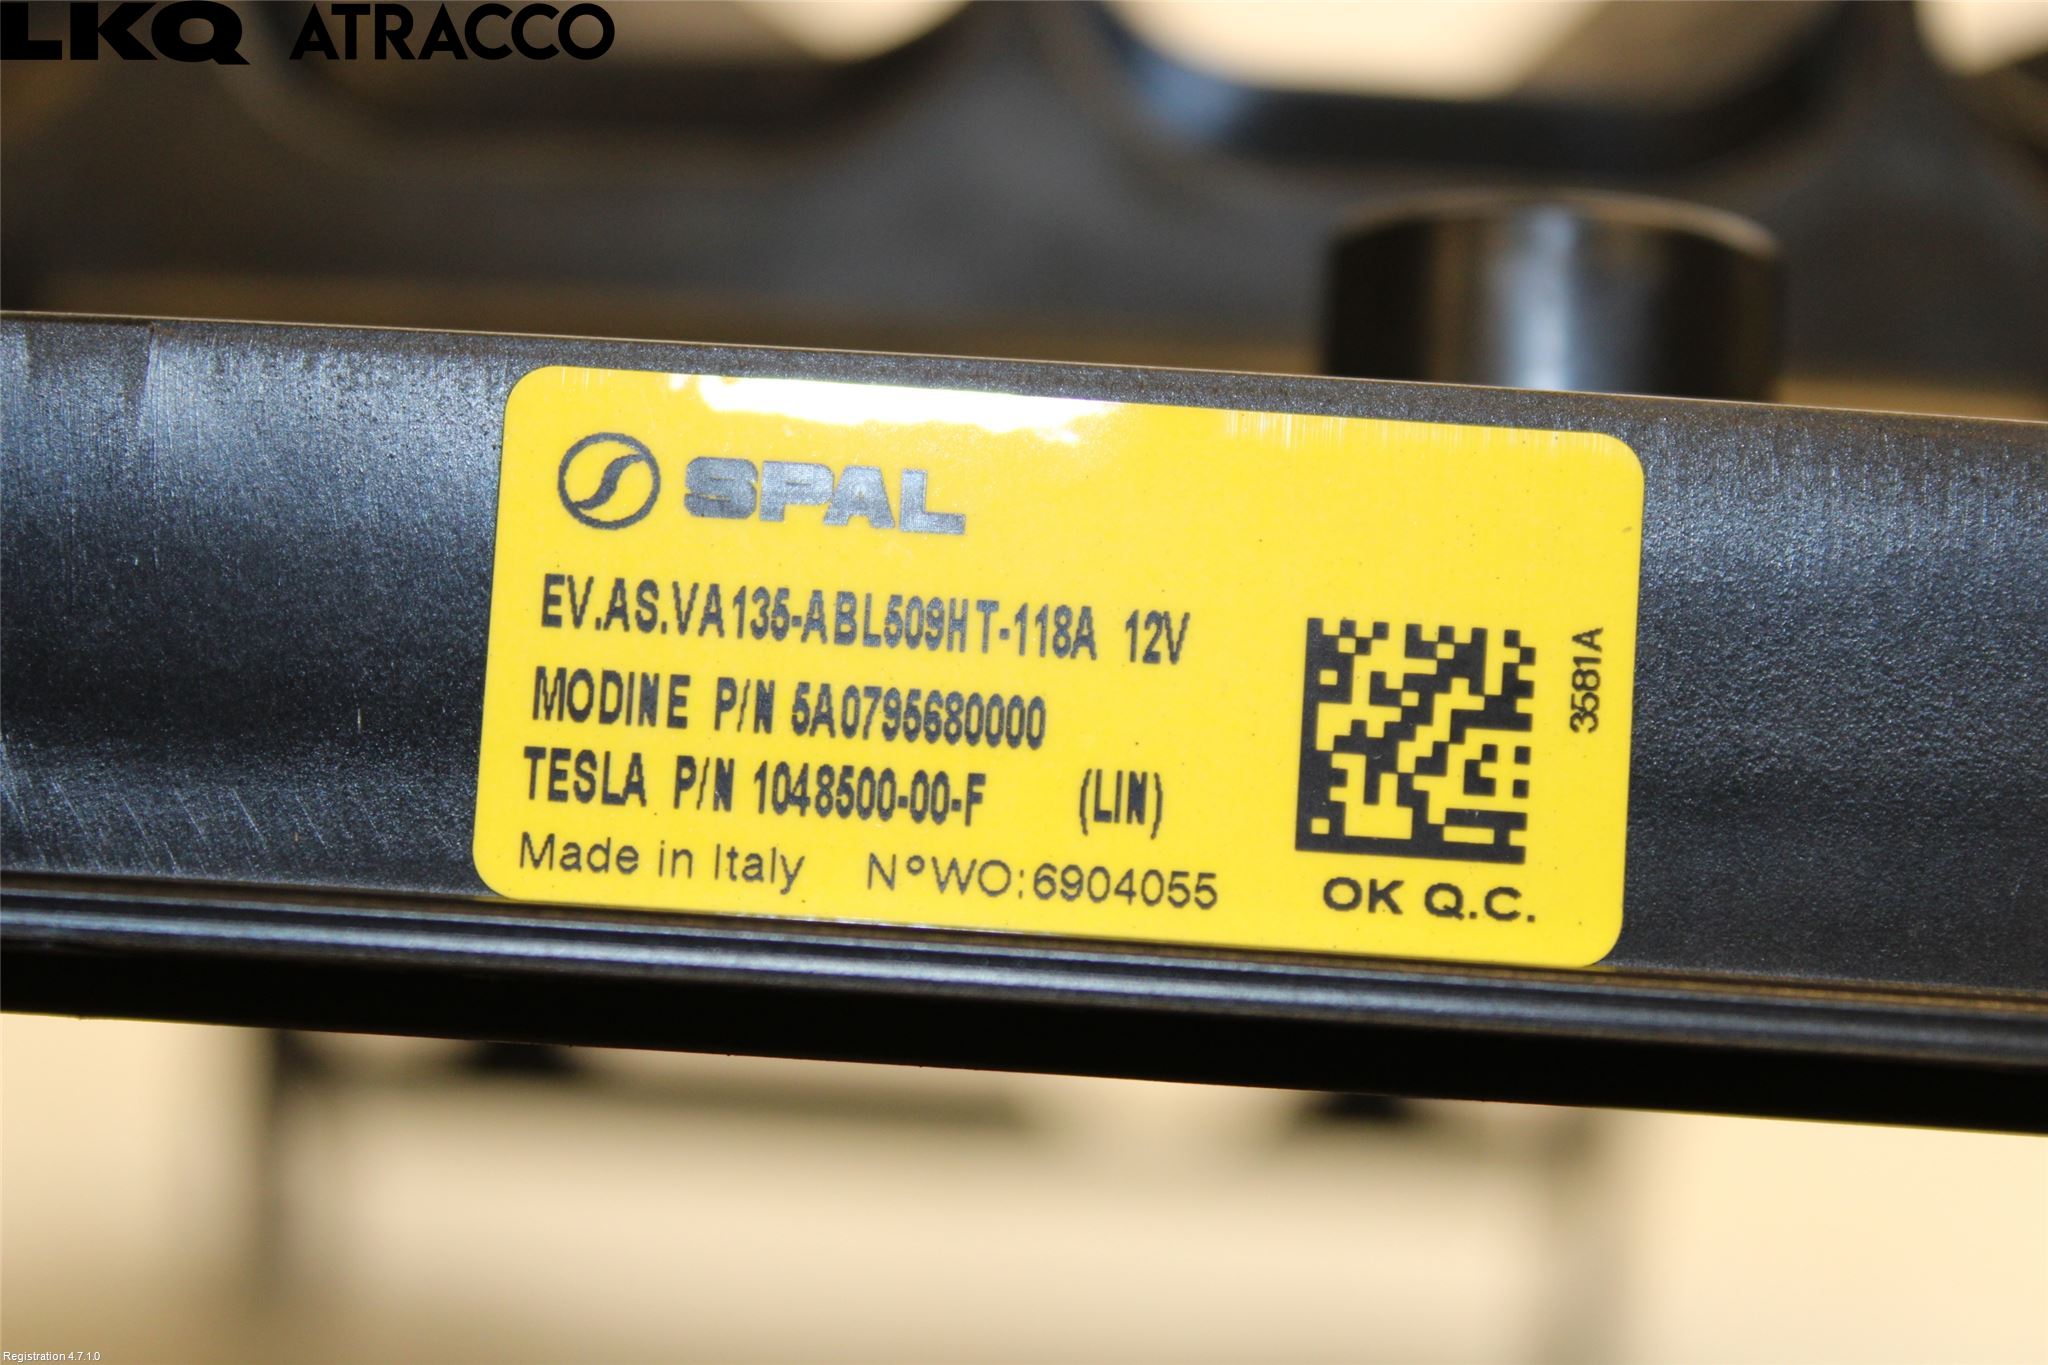 LKQ ATRACCO
SPAL
EV.AS.VA135-ABL509HT-118A 12V
MODINE P/N 5A0795680000
TESLA P/N 1048500-00-F (LIN)
Made in Italy N°WO:6904055
3581A
OK Q.C.
Registration 4.7.1.0